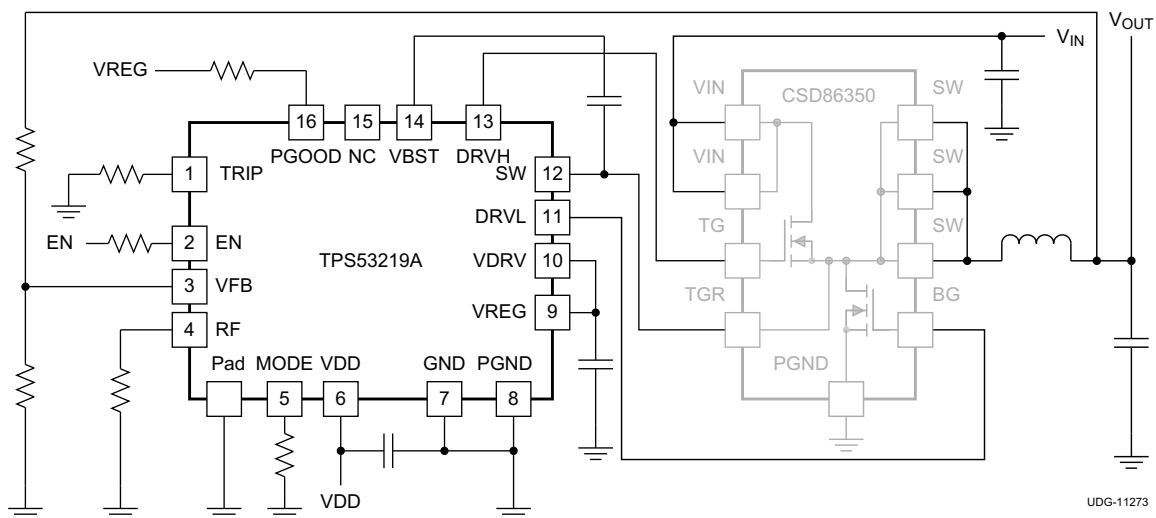 VOUT
VIN
VREG
VIN
CSD86350
SW
16
15
14
13
PGOOD
NC
VBST
DRVH
1
TRIP
SW
12
VIN
SW
DRVL
11
TG
SW
EN
2
EN
TPS53219A
VDRV
10
3
VFB
TGR
BG
VREG
9
4
RF
Pad
MODE
VDD
GND
PGND
PGND
5
6
7
8
VDD
UDG-11273